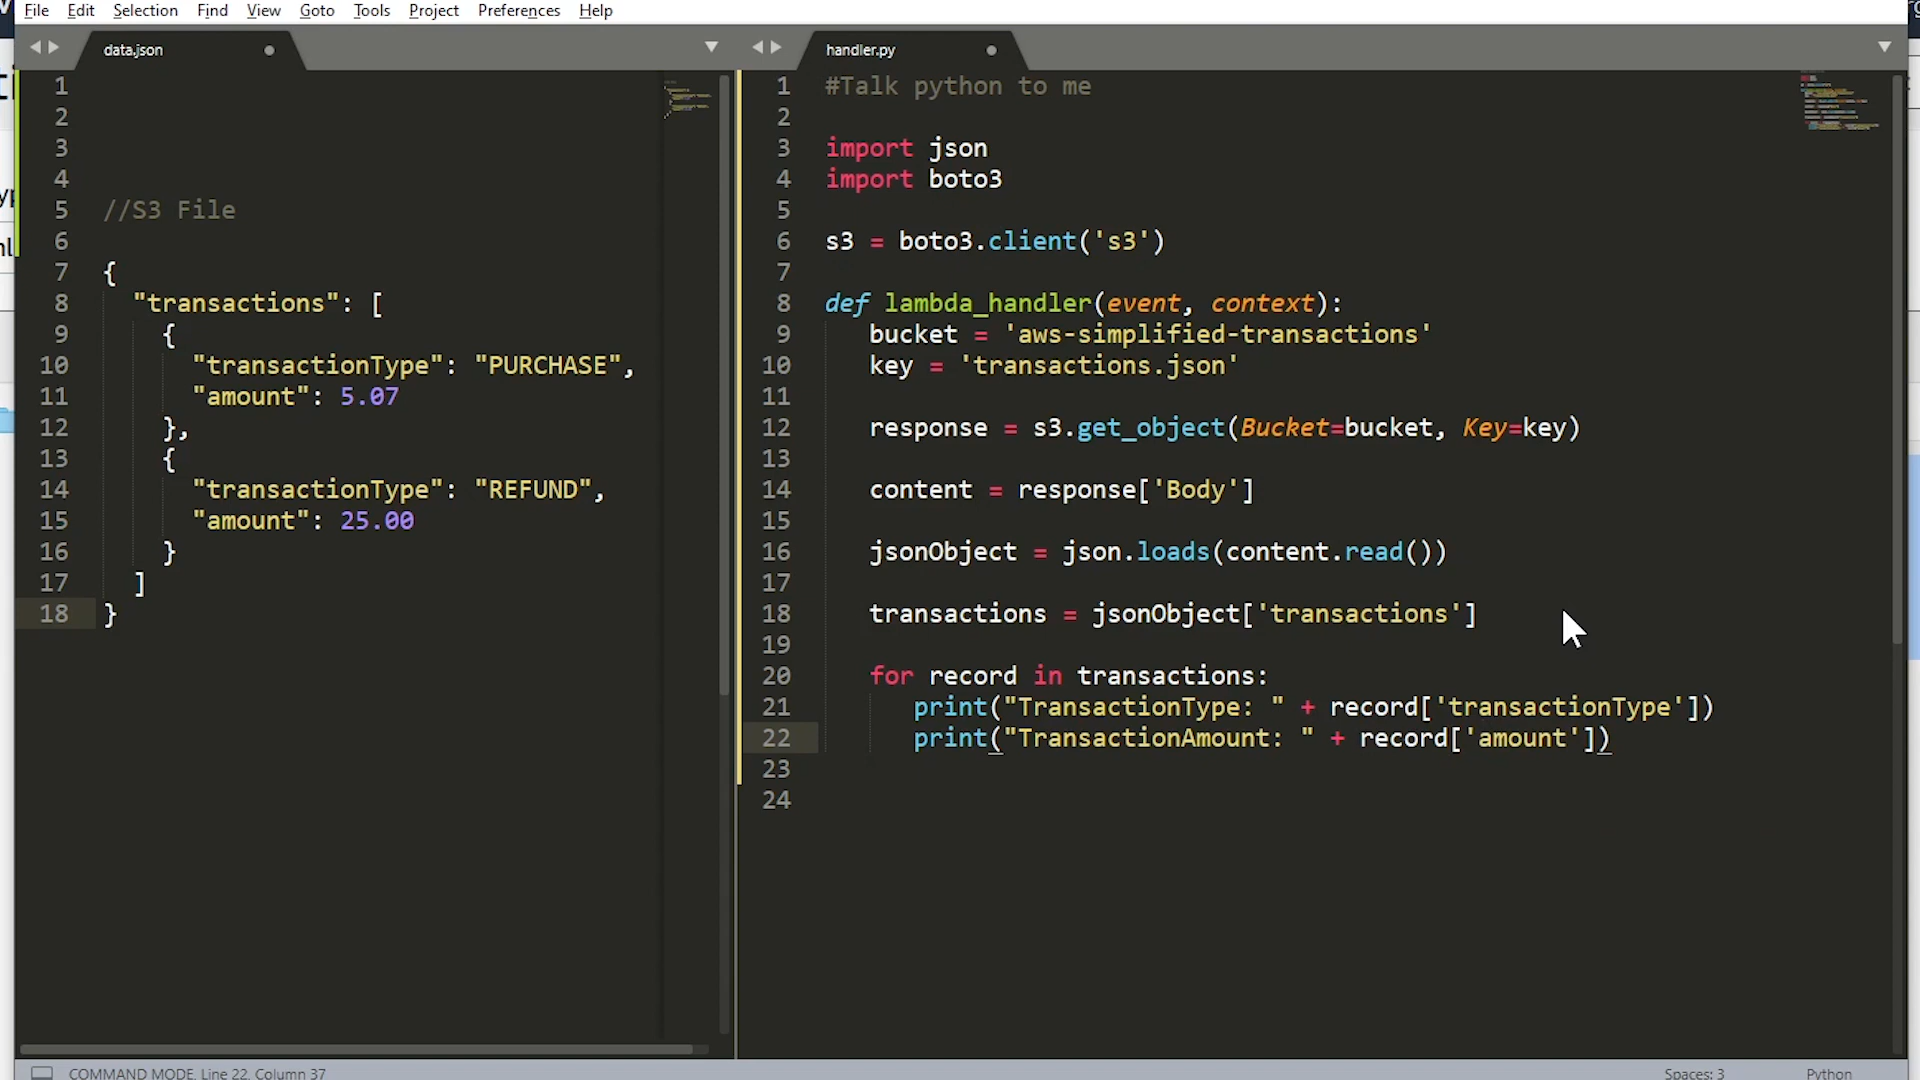 File Edit Selection Find View Goto Tools Project Preferences Help
data.json
1
2
3
4
5 //S3 File
6
7 {
8 "transactions": [
9 {
10 "transactionType": "PURCHASE",
11 "amount": 5.07
12 },
13 {
14 "transactionType": "REFUND",
15 "amount": 25.00
16 }
17 ]
18 }
handler.py
1 #Talk python to me
2
3 import json
4 import boto3
5
6 s3 = boto3.client('s3')
7
8 def lambda_handler(event, context):
9 bucket = 'aws-simplified-transactions'
10 key = 'transactions.json'
11
12 response = s3.get_object(Bucket=bucket, Key=key)
13
14 content = response['Body']
15
16 jsonObject = json.loads(content.read())
17
18 transactions = jsonObject['transactions']
19
20 for record in transactions:
21 print("TransactionType: " + record['transactionType'])
22 print("TransactionAmount: " + record['amount'])
23
24
COMMAND MODE, Line 22, Column 37
Spaces: 3 Python